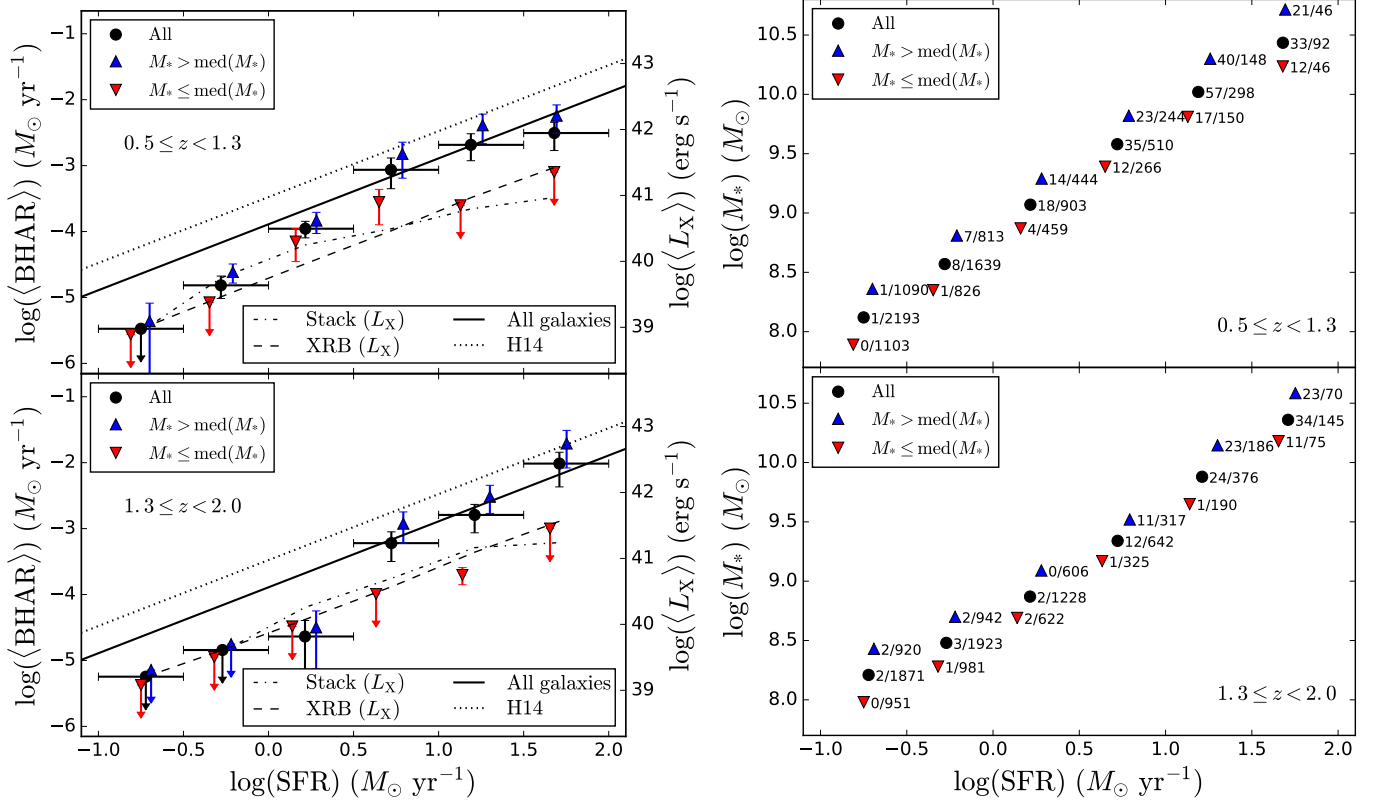 log(⟨BHAR⟩) (M⊙ yr⁻¹)
−1
−2
−3
−4
−5
−6
All
M* > med(M*)
M* ≤ med(M*)
0.5 ≤ z < 1.3
Stack (L_X)
XRB (L_X)
All galaxies
H14
43
42
41
40
39
log(⟨L_X⟩) (erg s⁻¹)
log(⟨BHAR⟩) (M⊙ yr⁻¹)
−1
−2
−3
−4
−5
−6
All
M* > med(M*)
M* ≤ med(M*)
1.3 ≤ z < 2.0
Stack (L_X)
XRB (L_X)
All galaxies
H14
43
42
41
40
39
log(⟨L_X⟩) (erg s⁻¹)
−1.0 −0.5 0.0 0.5 1.0 1.5 2.0
log(SFR) (M⊙ yr⁻¹)
log(M*) (M⊙)
10.5
10.0
9.5
9.0
8.5
8.0
All
M* > med(M*)
M* ≤ med(M*)
21/46
33/92
12/46
40/148
57/298
17/150
23/244
35/510
12/266
14/444
18/903
4/459
7/813
8/1639
1/826
1/1090
1/2193
0/1103
0.5 ≤ z < 1.3
log(M*) (M⊙)
10.5
10.0
9.5
9.0
8.5
8.0
All
M* > med(M*)
M* ≤ med(M*)
23/70
34/145
11/75
23/186
24/376
1/190
11/317
12/642
1/325
0/606
2/1228
2/622
2/942
3/1923
1/981
2/920
2/1871
0/951
1.3 ≤ z < 2.0
−1.0 −0.5 0.0 0.5 1.0 1.5 2.0
log(SFR) (M⊙ yr⁻¹)